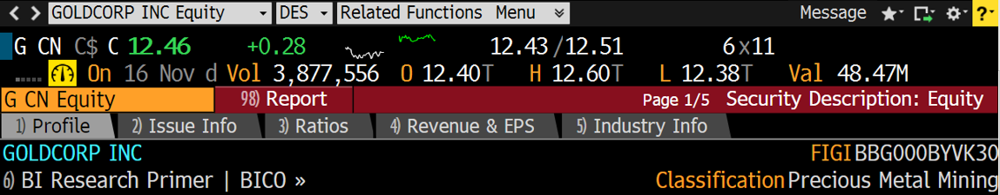 GOLDCORP INC Equity DES Related Functions Menu Message ?
G CN C$ C 12.46 +0.28 12.43/12.51 6x11
On 16 Nov d Vol 3,877,556 O 12.40T H 12.60T L 12.38T Val 48.47M
G CN Equity 98) Report Page 1/5 Security Description: Equity
1) Profile 2) Issue Info 3) Ratios 4) Revenue & EPS 5) Industry Info
GOLDCORP INC FIGI BBG000BYVK30
6) BI Research Primer | BICO » Classification Precious Metal Mining